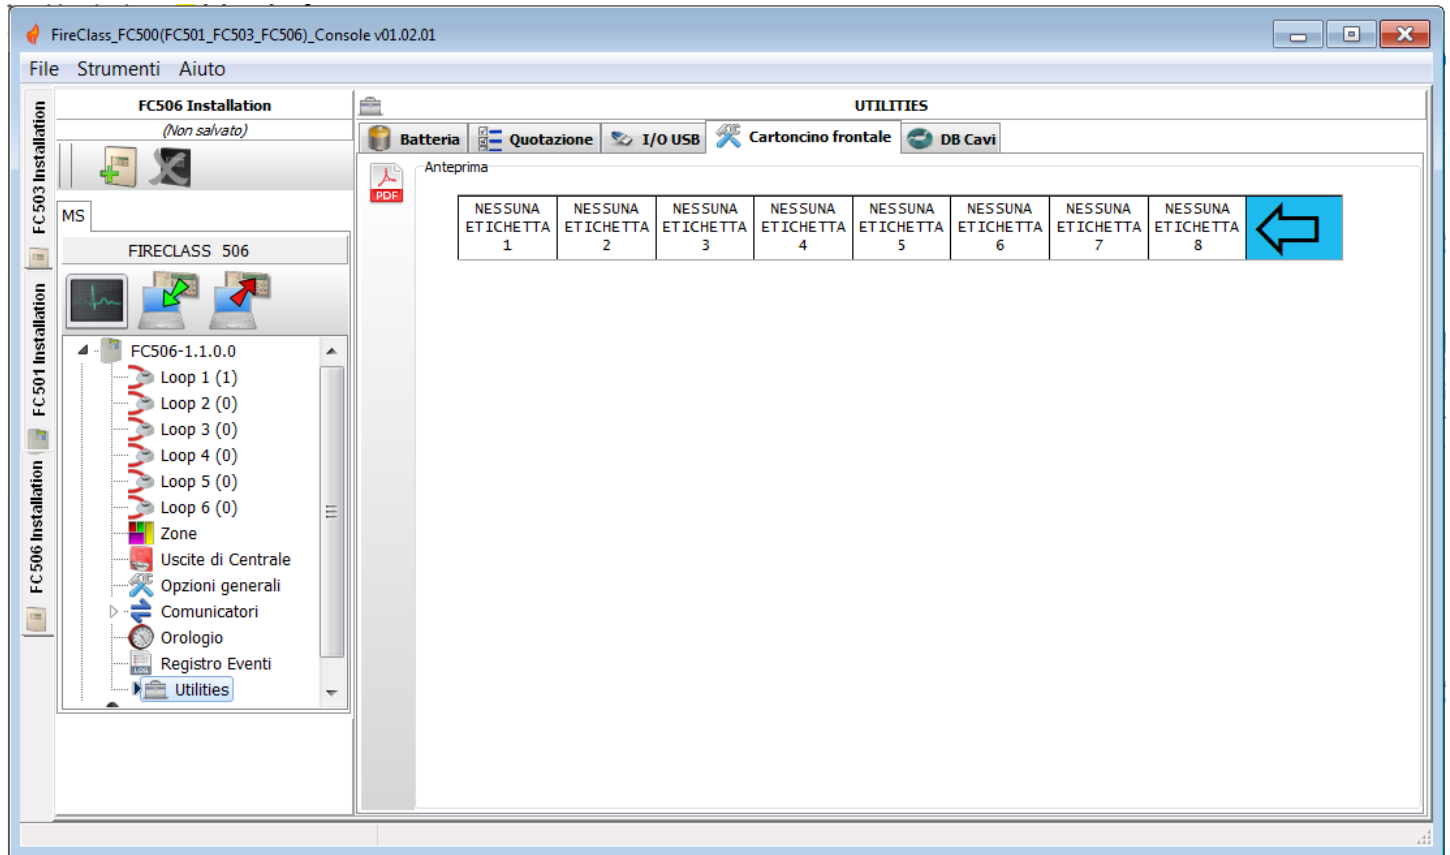 FireClass_FC500(FC501_FC503_FC506)_Console v01.02.01
File Strumenti Aiuto
FC503 Installation
FC501 Installation
FC506 Installation
FC506 Installation
(Non salvato)
MS
FIRECLASS 506
FC506-1.1.0.0
Loop 1 (1)
Loop 2 (0)
Loop 3 (0)
Loop 4 (0)
Loop 5 (0)
Loop 6 (0)
Zone
Uscite di Centrale
Opzioni generali
Comunicatori
Orologio
LOG
Registro Eventi
Utilities
UTILITIES
Batteria Quotazione I/O USB Cartoncino frontale DB Cavi
PDF
Anteprima
NESSUNA NESSUNA NESSUNA NESSUNA NESSUNA NESSUNA NESSUNA NESSUNA
ETICHETTA ETICHETTA ETICHETTA ETICHETTA ETICHETTA ETICHETTA ETICHETTA ETICHETTA
1 2 3 4 5 6 7 8